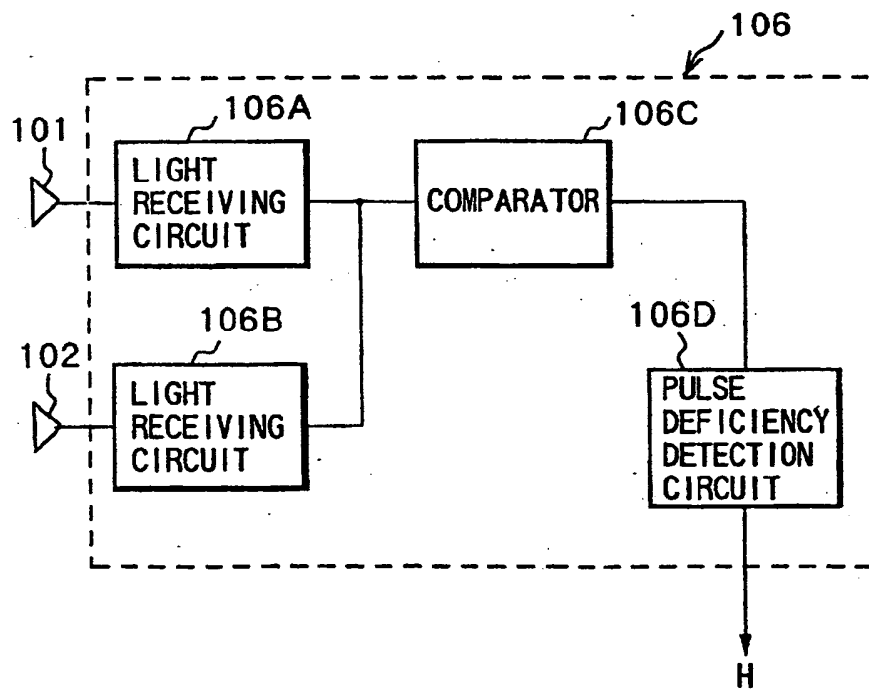 106
106A
106C
101
LIGHT
RECEIVING
CIRCUIT
COMPARATOR
106B
106D
102
LIGHT
RECEIVING
CIRCUIT
PULSE
DEFICIENCY
DETECTION
CIRCUIT
H